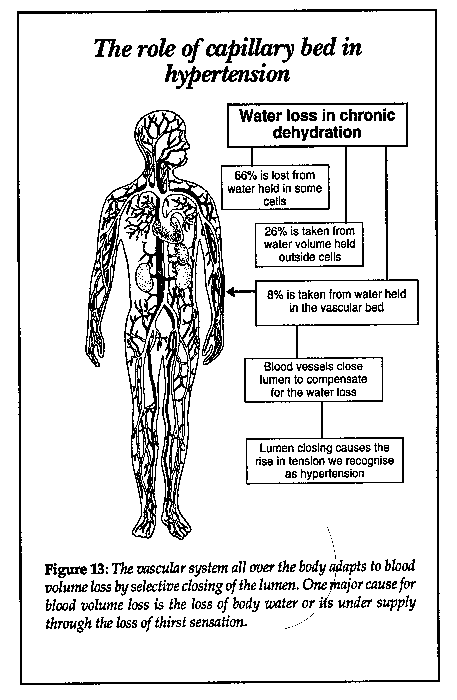 The role of capillary bed in
hypertension
Water loss in chronic
dehydration
66% is lost from
water held in some
cells
26% is taken from
water volume held
outside cells
8% is taken from water held
in the vascular bed
Blood vessels close
lumen to compensate
for the water loss
Lumen closing causes the
rise in tension we recognise
as hypertension
Figure 13: The vascular system all over the body adapts to blood
volume loss by selective closing of the lumen. One major cause for
blood volume loss is the loss of body water or its under supply
through the loss of thirst sensation.